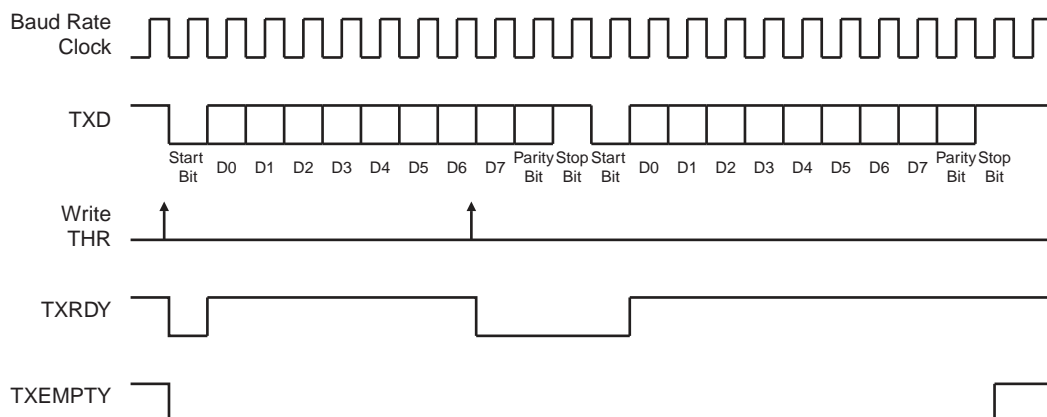 Baud Rate
Clock
TXD
Start
Bit
D0
D1
D2
D3
D4
D5
D6
D7
Parity
Bit
Stop
Bit
Start
Bit
D0
D1
D2
D3
D4
D5
D6
D7
Parity
Bit
Stop
Bit
Write
THR
TXRDY
TXEMPTY